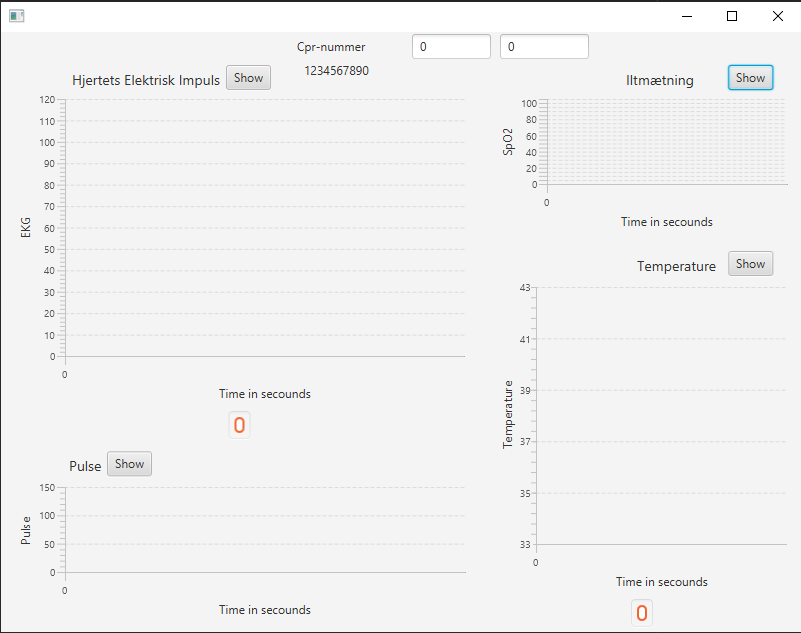 Cpr-nummer
0
0
1234567890
Hjertets Elektrisk Impuls
Show
120
110
100
90
80
70
60
50
40
30
20
10
0
EKG
0
Time in secounds
0
Pulse
Show
150
100
50
0
Pulse
0
Time in secounds
Iltmætning
Show
100
80
60
40
20
0
SpO2
0
Time in secounds
Temperature
Show
43
41
39
37
35
33
Temperature
0
Time in secounds
0